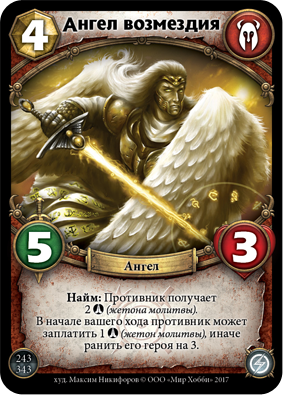 4 Ангел возмездия
5 3
Ангел
Найм: Противник получает
2 (жетона молитвы).
В начале вашего хода противник может
заплатить 1 (жетон молитвы), иначе
ранить его героя на 3.
243
343
худ. Максим Никифоров © ООО «Мир Хобби» 2017